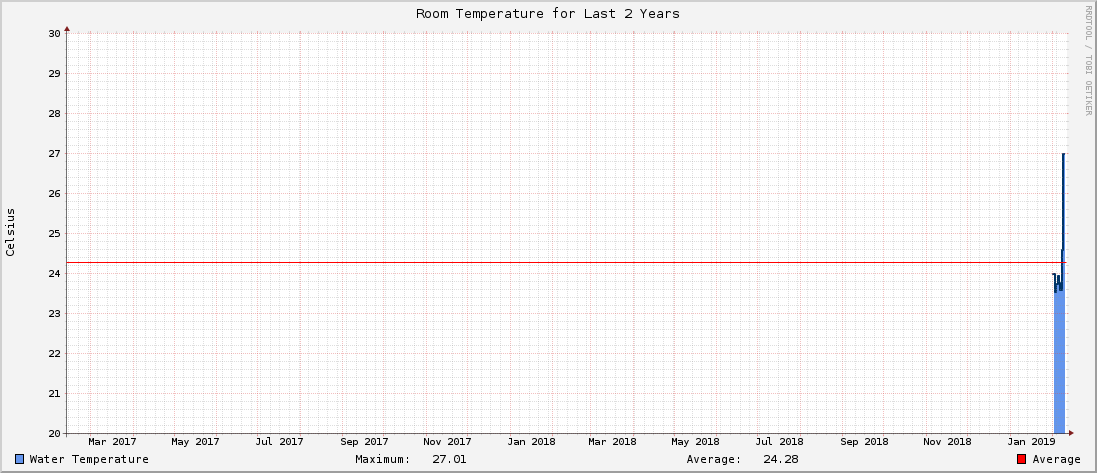 Room Temperature for Last 2 Years
RRDTOOL / TOBI OETIKER
Celsius
30
29
28
27
26
25
24
23
22
21
20
Mar 2017 May 2017 Jul 2017 Sep 2017 Nov 2017 Jan 2018 Mar 2018 May 2018 Jul 2018 Sep 2018 Nov 2018 Jan 2019
Water Temperature Maximum: 27.01 Average: 24.28 Average